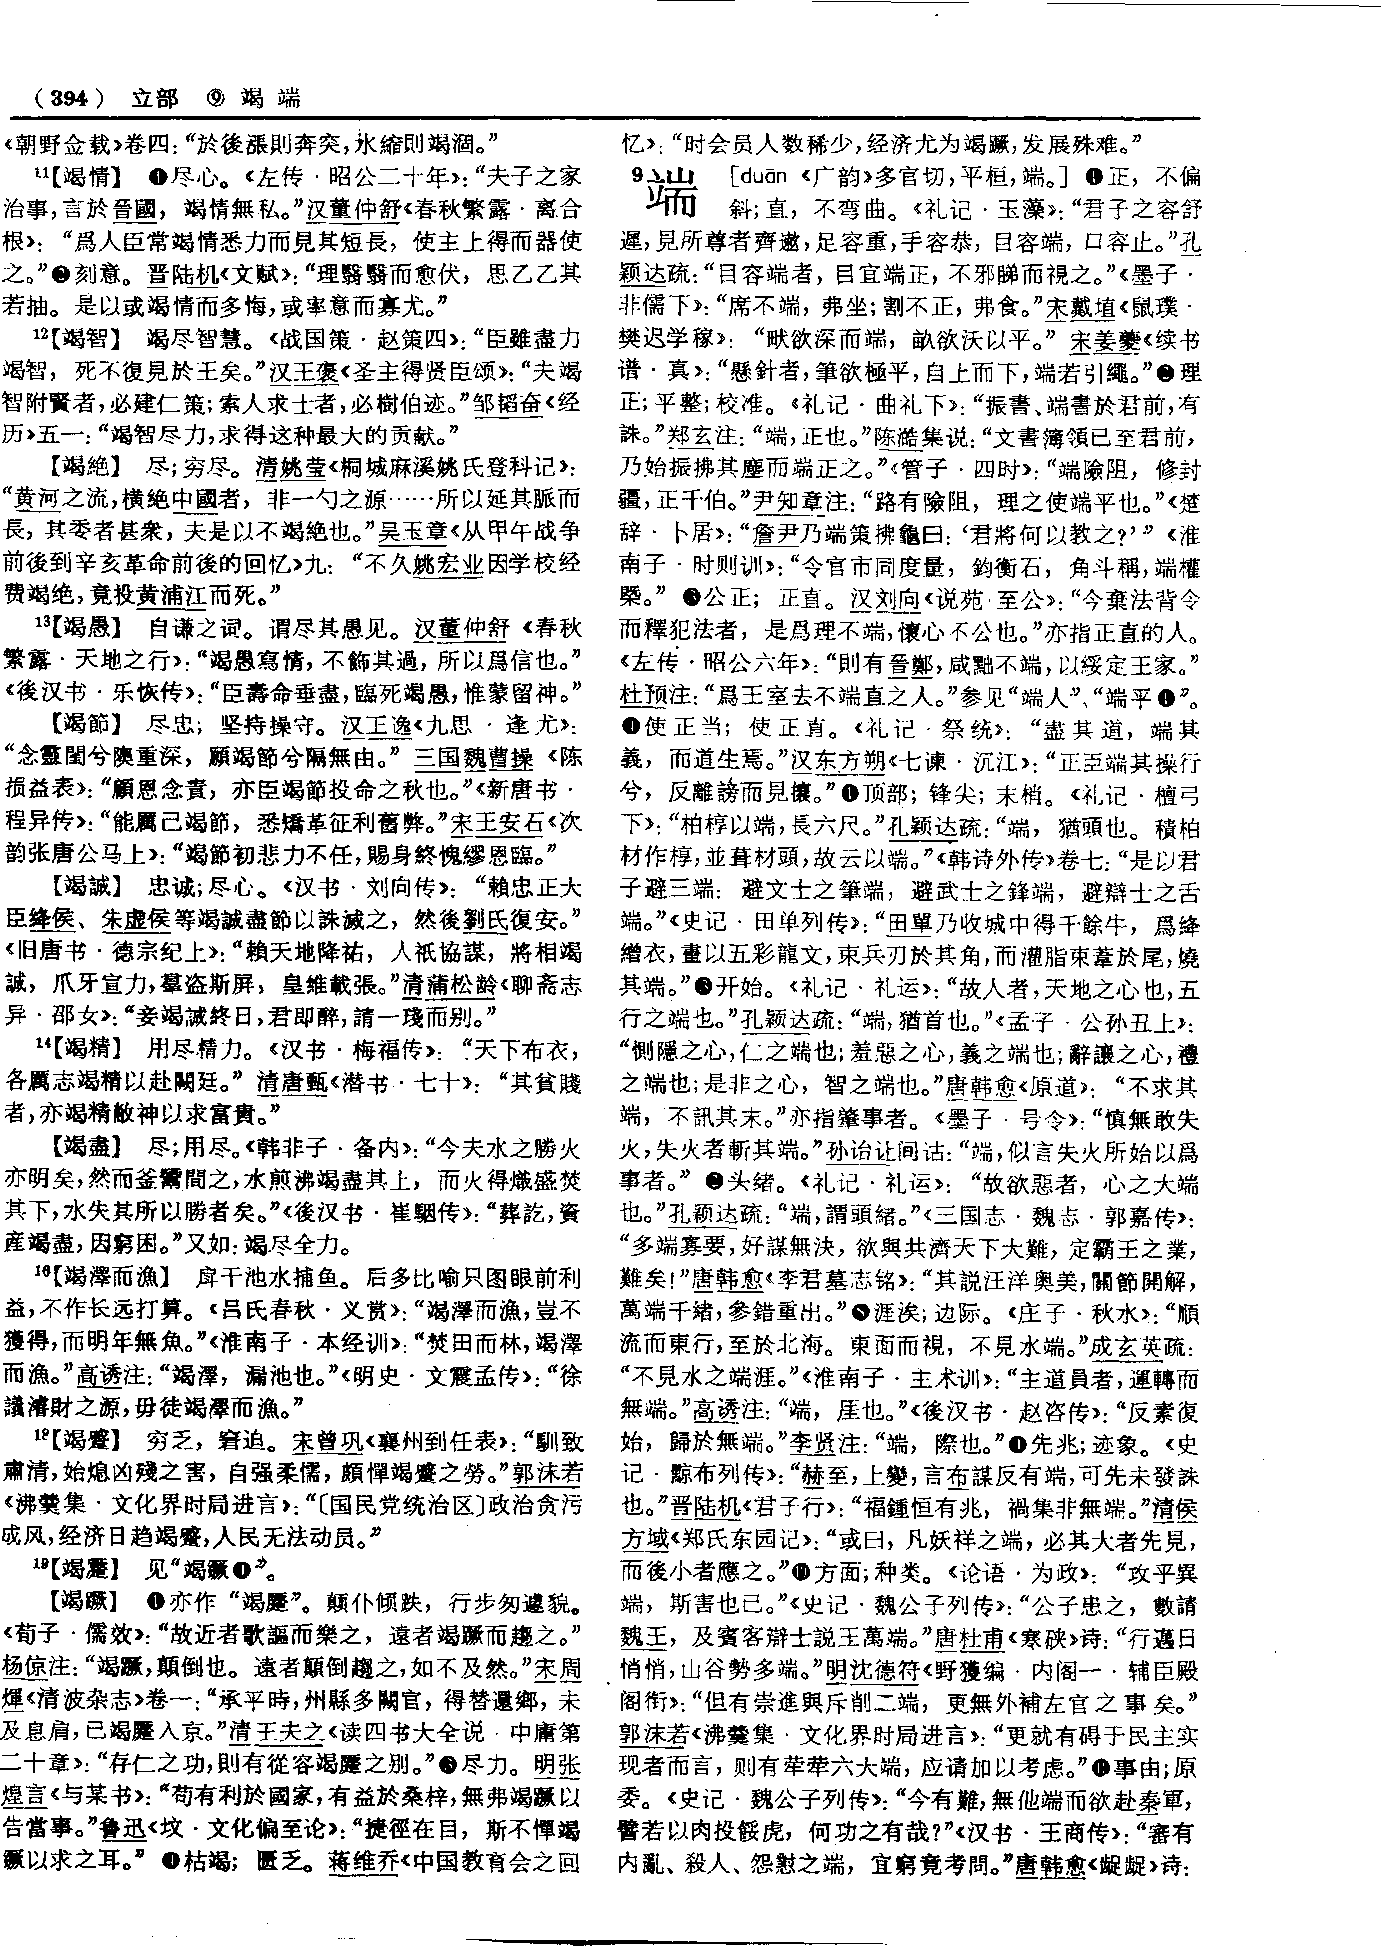 (394) 立部 ⑨ 竭 端
《朝野佥载》卷四：“於後漲則奔突，水縮則竭涸。”
11【竭情】 ❶尽心。《左传·昭公二十年》：“夫子之家
治事，言於晉國，竭情無私。”汉董仲舒《春秋繁露·离合
根》：“爲人臣常竭情悉力而見其短長，使主上得而器使
之。”❷刻意。晋陆机《文赋》：“理翳翳而愈伏，思乙乙其
若抽。是以或竭情而多悔，或率意而寡尤。”
12【竭智】 竭尽智慧。《战国策·赵策四》：“臣雖盡力
竭智，死不復見於王矣。”汉王褒《圣主得贤臣颂》：“夫竭
智附賢者，必建仁策；索人求士者，必樹伯迹。”邹韬奋《经
历》五一：“竭智尽力，求得这种最大的贡献。”
【竭絶】 尽；穷尽。清姚莹《桐城麻溪姚氏登科记》：
“黄河之流，橫絶中國者，非一勺之源……所以延其脈而
長，其委者甚衆，夫是以不竭絶也。”吴玉章《从甲午战争
前後到辛亥革命前後的回忆》九：“不久姚宏业因学校经
费竭绝，竟投黄浦江而死。”
13【竭愚】 自谦之词。谓尽其愚见。汉董仲舒《春秋
繁露·天地之行》：“竭愚寫情，不飾其過，所以爲信也。”
《後汉书·乐恢传》：“臣壽命垂盡，臨死竭愚，惟蒙留神。”
【竭節】 尽忠；坚持操守。汉王逸《九思·逢尤》：
“念靈閨兮隩重深，願竭節兮隔無由。”三国魏曹操《陈
损益表》：“顧恩念責，亦臣竭節投命之秋也。”《新唐书·
程异传》：“能厲己竭節，悉矯革征利舊弊。”宋王安石《次
韵张唐公马上》：“竭節初悲力不任，賜身終愧繆恩臨。”
【竭誠】 忠诚；尽心。《汉书·刘向传》：“賴忠正大
臣絳侯、朱虚侯等竭誠盡節以誅滅之，然後劉氏復安。”
《旧唐书·德宗纪上》：“賴天地降祐，人祇協謀，將相竭
誠，爪牙宣力，羣盗斯屏，皇維載張。”清蒲松龄《聊斋志
异·邵女》：“妾竭誠終日，君即醉，請一琖而别。”
14【竭精】 用尽精力。《汉书·梅福传》：“天下布衣，
各厲志竭精以赴闕廷。”清唐甄《潜书·七十》：“其貧賤
者，亦竭精敝神以求富貴。”
【竭盡】 尽；用尽。《韩非子·备内》：“今夫水之勝火
亦明矣，然而釜鬵間之，水煎沸竭盡其上，而火得熾盛焚
其下，水失其所以勝者矣。”《後汉书·崔駰传》：“葬訖，資
産竭盡，因窮困。”又如：竭尽全力。
16【竭澤而漁】 戽干池水捕鱼。后多比喻只图眼前利
益，不作长远打算。《吕氏春秋·义赏》：“竭澤而漁，豈不
獲得，而明年無魚。”《淮南子·本经训》：“焚田而林，竭澤
而漁。”高诱注：“竭澤，漏池也。”《明史·文震孟传》：“徐
議濬財之源，毋徒竭澤而漁。”
18【竭蹷】 穷乏，窘迫。宋曾巩《襄州到任表》：“馴致
肅清，始熄凶殘之害，自强柔懦，頗憚竭蹷之勞。”郭沫若
《沸羹集·文化界时局进言》：“〔国民党统治区〕政治贪污
成风，经济日趋竭蹷，人民无法动员。”
19【竭蹷】 见“竭蹶❶”。
【竭蹶】 ❶亦作“竭蹷”。颠仆倾跌，行步匆遽貌。
《荀子·儒效》：“故近者歌謳而樂之，遠者竭蹶而趨之。”
杨倞注：“竭蹶，顛倒也。遠者顛倒趨之，如不及然。”宋周
煇《清波杂志》卷一：“承平時，州縣多闕官，得替還鄉，未
及息肩，已竭蹷入京。”清王夫之《读四书大全说·中庸第
二十章》：“存仁之功，則有從容竭蹷之别。”❷尽力。明张
煌言《与某书》：“苟有利於國家，有益於桑梓，無弗竭蹶以
告當事。”鲁迅《坟·文化偏至论》：“捷徑在目，斯不憚竭
蹶以求之耳。”❸枯竭；匮乏。蒋维乔《中国教育会之回
忆》：“时会员人数稀少，经济尤为竭蹶，发展殊难。”
9端 [duān《广韵》多官切，平桓，端。] ❶正，不偏
斜；直，不弯曲。《礼记·玉藻》：“君子之容舒
遲，見所尊者齊遬，足容重，手容恭，目容端，口容止。”孔
颖达疏：“目容端者，目宜端正，不邪睇而視之。”《墨子·
非儒下》：“席不端，弗坐；割不正，弗食。”宋戴埴《鼠璞·
樊迟学稼》：“畎欲深而端，畝欲沃以平。”宋姜夔《续书
谱·真》：“懸針者，筆欲極平，自上而下，端若引繩。”❷理
正；平整；校准。《礼记·曲礼下》：“振書、端書於君前，有
誅。”郑玄注：“端，正也。”陈澔集说：“文書簿領已至君前，
乃始振拂其塵而端正之。”《管子·四时》：“端險阻，修封
疆，正千伯。”尹知章注：“路有險阻，理之使端平也。”《楚
辞·卜居》：“詹尹乃端策拂龜曰：‘君將何以教之？’”《淮
南子·时则训》：“令官市同度量，鈞衡石，角斗稱，端權
槩。”❸公正；正直。汉刘向《说苑·至公》：“今棄法背令
而釋犯法者，是爲理不端，懷心不公也。”亦指正直的人。
《左传·昭公六年》：“則有晉鄭，咸黜不端，以綏定王家。”
杜预注：“爲王室去不端直之人。”参见“端人”、“端平❶”。
❹使正当；使正直。《礼记·祭统》：“盡其道，端其
義，而道生焉。”汉东方朔《七谏·沉江》：“正臣端其操行
兮，反離謗而見攘。”❺顶部；锋尖；末梢。《礼记·檀弓
下》：“柏椁以端，長六尺。”孔颖达疏：“端，猶頭也。積柏
材作椁，並葺材頭，故云以端。”《韩诗外传》卷七：“是以君
子避三端：避文士之筆端，避武士之鋒端，避辯士之舌
端。”《史记·田单列传》：“田單乃收城中得千餘牛，爲絳
繒衣，畫以五彩龍文，束兵刃於其角，而灌脂束葦於尾，燒
其端。”❻开始。《礼记·礼运》：“故人者，天地之心也，五
行之端也。”孔颖达疏：“端，猶首也。”《孟子·公孙丑上》：
“惻隱之心，仁之端也；羞惡之心，義之端也；辭讓之心，禮
之端也；是非之心，智之端也。”唐韩愈《原道》：“不求其
端，不訊其末。”亦指肇事者。《墨子·号令》：“慎無敢失
火，失火者斬其端。”孙诒让间诂：“端，似言失火所始以爲
事者。”❼头绪。《礼记·礼运》：“故欲惡者，心之大端
也。”孔颖达疏：“端，謂頭緒。”《三国志·魏志·郭嘉传》：
“多端寡要，好謀無決，欲與共濟天下大難，定霸王之業，
難矣！”唐韩愈《李君墓志铭》：“其説汪洋奥美，關節開解，
萬端千緒，參錯重出。”❽涯涘；边际。《庄子·秋水》：“順
流而東行，至於北海。東面而視，不見水端。”成玄英疏：
“不見水之端涯。”《淮南子·主术训》：“主道員者，運轉而
無端。”高诱注：“端，厓也。”《後汉书·赵咨传》：“反素復
始，歸於無端。”李贤注：“端，際也。”❾先兆；迹象。《史
记·黥布列传》：“赫至，上變，言布謀反有端，可先未發誅
也。”晋陆机《君子行》：“福鍾恒有兆，禍集非無端。”清侯
方域《郑氏东园记》：“或曰，凡妖祥之端，必其大者先見，
而後小者應之。”❿方面；种类。《论语·为政》：“攻乎異
端，斯害也已。”《史记·魏公子列传》：“公子患之，數請
魏王，及賓客辯士説王萬端。”唐杜甫《寒硖》诗：“行邁日
悄悄，山谷勢多端。”明沈德符《野獲编·内阁一·辅臣殿
阁衔》：“但有崇進與斥削二端，更無外補左官之事矣。”
郭沫若《沸羹集·文化界时局进言》：“更就有碍于民主实
现者而言，则有荦荦六大端，应请加以考虑。”⓫事由；原
委。《史记·魏公子列传》：“今有難，無他端而欲赴秦軍，
譬若以肉投餒虎，何功之有哉？”《汉书·王商传》：“審有
内亂、殺人、怨懟之端，宜窮竟考問。”唐韩愈《龊龊》诗：